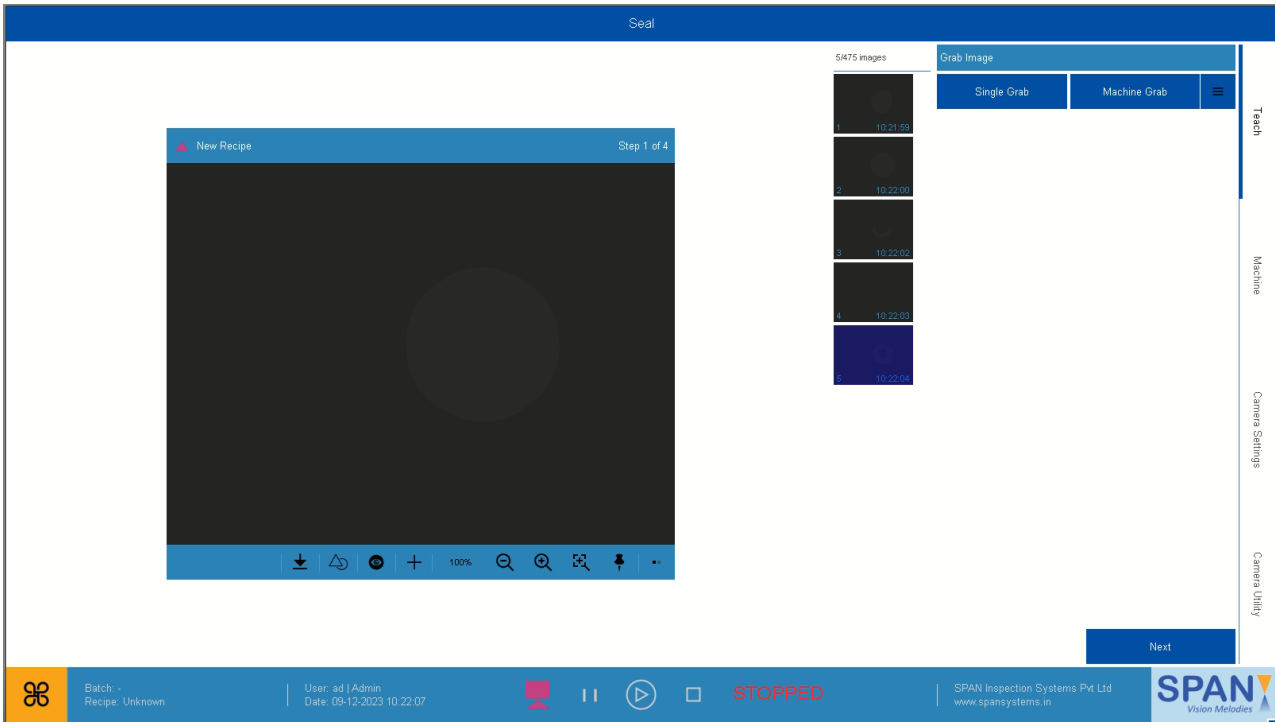 Seal
5/475 images
Grab Image
Single Grab
Machine Grab
New Recipe
Step 1 of 4
1 10:21:59
2 10:22:00
3 10:22:02
4 10:22:03
5 10:22:04
100%
Teach
Machine
Camera Settings
Camera Utility
Next
Batch: -
Recipe: Unknown
User: ad | Admin
Date: 09-12-2023 10:22:07
STOPPED
SPAN Inspection Systems Pvt Ltd
www.spansystems.in
SPAN
Vision Melodies